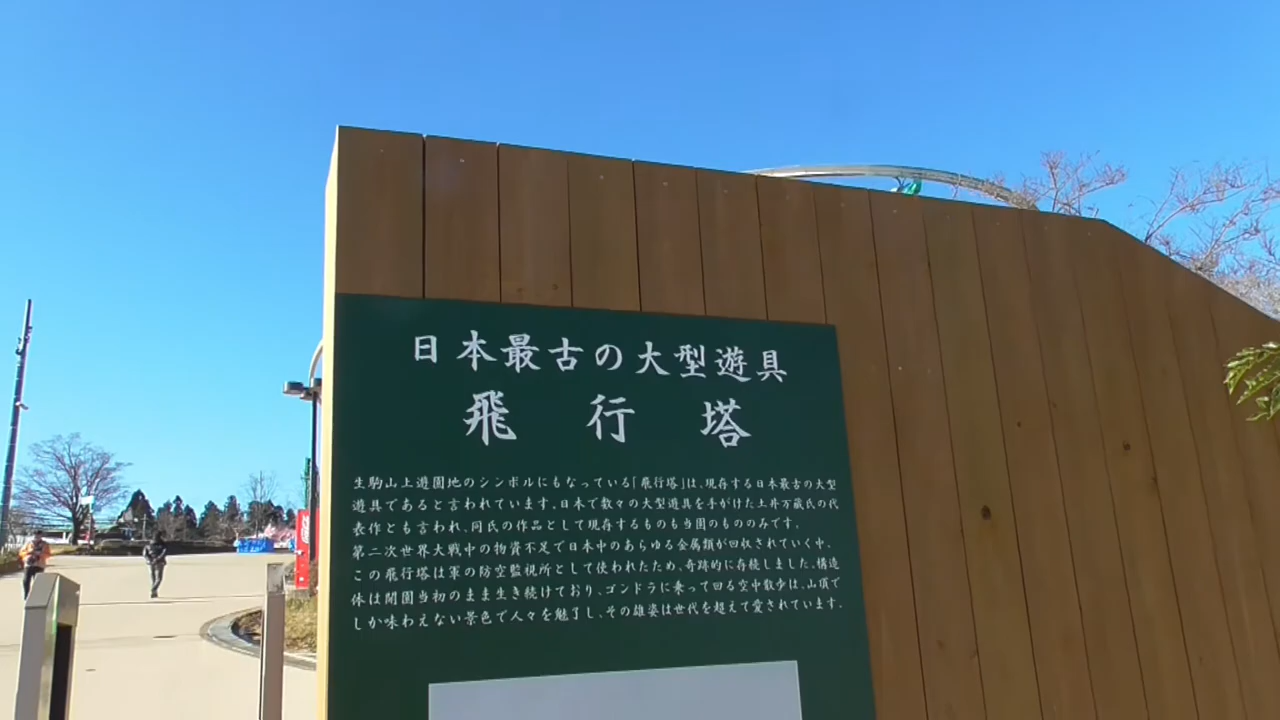 日本最古の大型遊具
飛行塔
生駒山上遊園地のシンボルにもなっている「飛行塔」は、現存する日本最古の大型
遊具であると言われています。日本で数々の大型遊具を手がけた土井万蔵氏の代
表作とも言われ、同氏の作品として現存するものも当園のもののみです。
第二次世界大戦中の物資不足で日本中のあらゆる金属類が回収されていく中、
この飛行塔は軍の防空監視所として使われたため、奇跡的に存続しました。構造
体は開園当初のまま生き続けており、ゴンドラに乗って回る空中散歩は、山頂で
しか味わえない景色で人々を魅了し、その雄姿は世代を超えて愛されています。